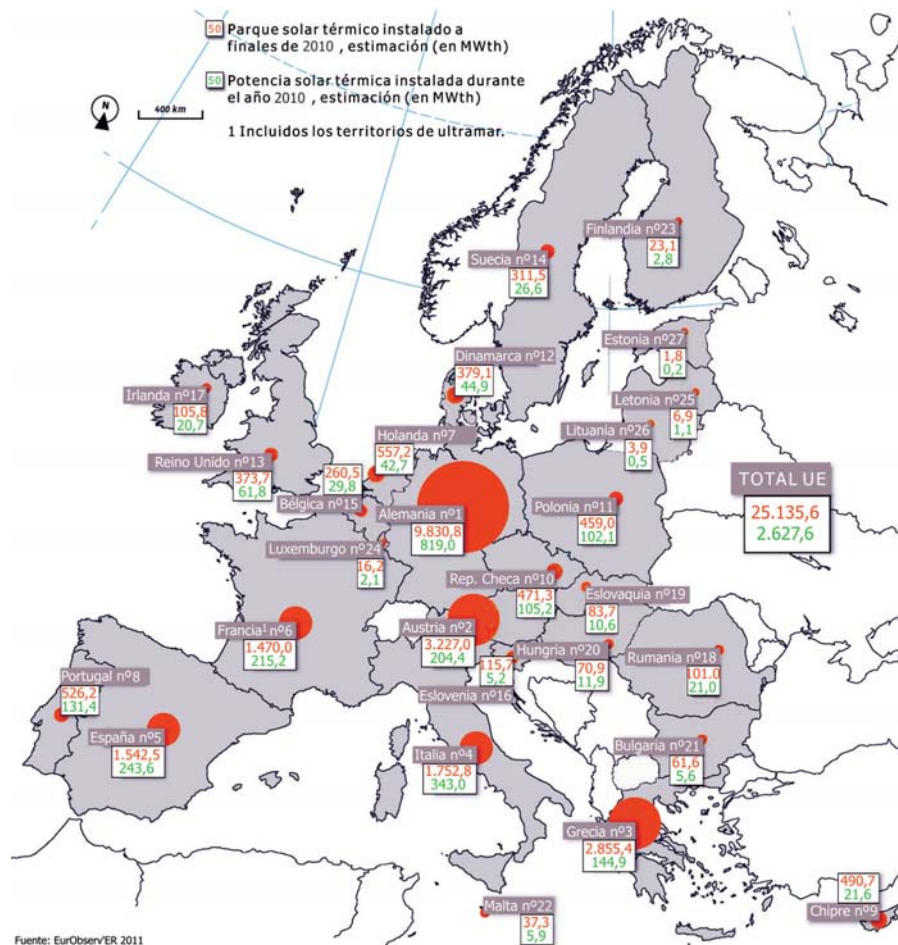 50 Parque solar térmico instalado a
finales de 2010 , estimación (en MWth)
50 Potencia solar térmica instalada durante
el año 2010 , estimación (en MWth)
1 Incluidos los territorios de ultramar.
N
400 km
Finlandia nº23
23,1
2,8
Suecia nº14
311,5
26,6
Estonia nº27
1,8
0,2
Dinamarca nº12
379,1
44,9
Letonia nº25
6,9
1,1
Irlanda nº17
105,8
20,7
Lituania nº26
3,9
0,5
Holanda nº7
557,2
42,7
Reino Unido nº13
373,7
61,8
260,5
29,8
Bélgica nº15
TOTAL UE
25.135,6
2.627,6
Alemania nº1
9.830,8
819,0
Polonia nº11
459,0
102,1
Luxemburgo nº24
16,2
2,1
Rep. Checa nº10
471,3
105,2
Eslovaquia nº19
83,7
10,6
Francia¹ nº6
1.470,0
215,2
Austria nº2
3.227,0
204,4
Hungria nº20
70,9
11,9
115,7
5,2
Eslovenia nº16
Rumania nº18
101.0
21,0
Portugal nº8
526,2
131,4
España nº5
1.542,5
243,6
Italia nº4
1.752,8
343,0
Bulgaria nº21
61,6
5,6
Grecia nº3
2.855,4
144,9
490,7
21,6
Chipre nº9
Malta nº22
37,3
5,9
Fuente: EurObserv'ER 2011